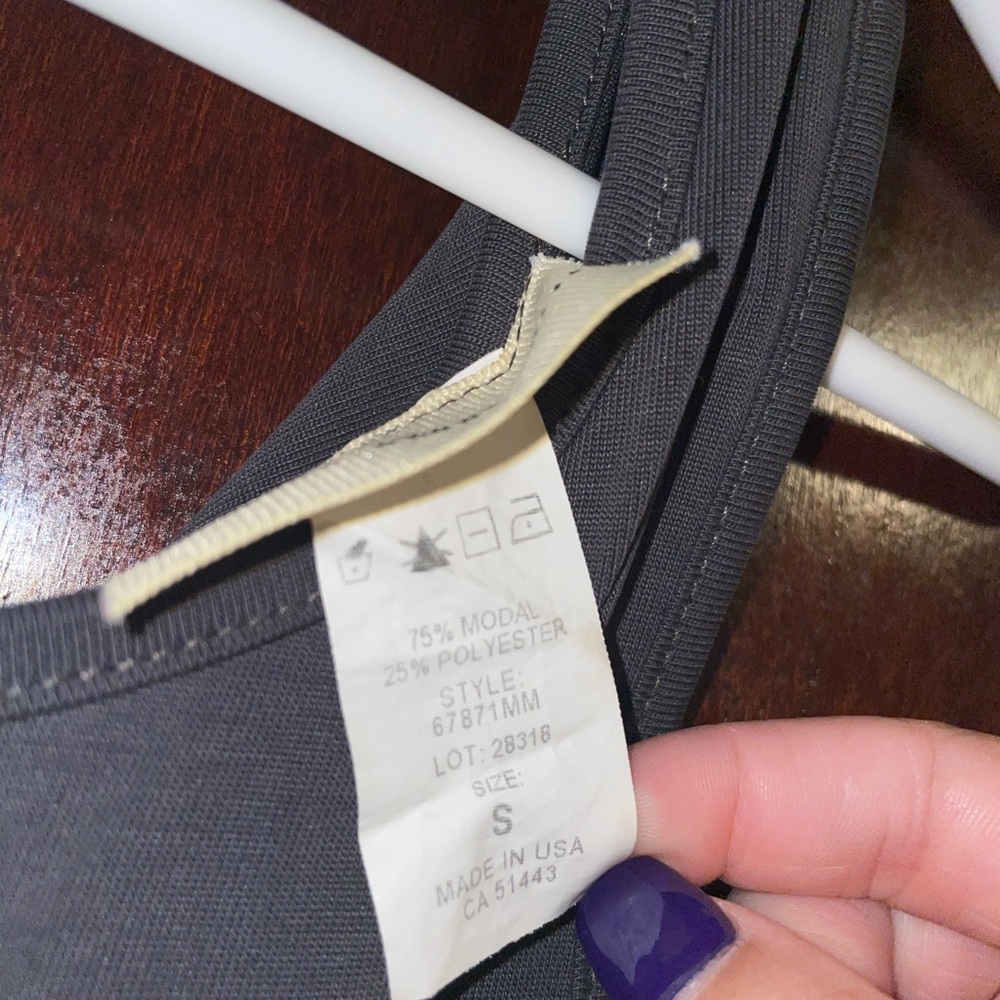 75% MODAL
25% POLYESTER
STYLE:
67871MM
LOT: 28318
SIZE:
S
MADE IN USA
CA 51443